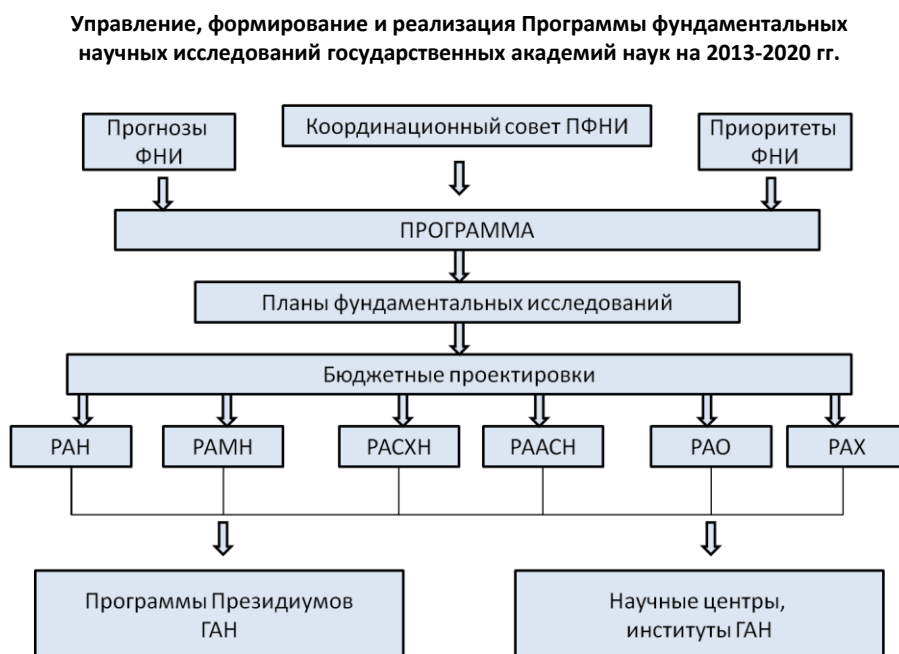 Управление, формирование и реализация Программы фундаментальных
научных исследований государственных академий наук на 2013-2020 гг.
Прогнозы
ФНИ
Координационный совет ПФНИ
Приоритеты
ФНИ
ПРОГРАММА
Планы фундаментальных исследований
Бюджетные проектировки
РАН
РАМН
РАСХН
РААСН
РАО
РАХ
Программы Президиумов
ГАН
Научные центры,
институты ГАН